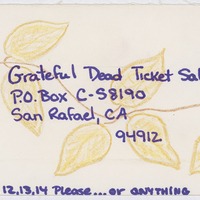 Grateful Dead Ticket Sal
P.O. Box C-S8190
San Rafael, CA
94912
12,13,14 Please...or ANYTHING